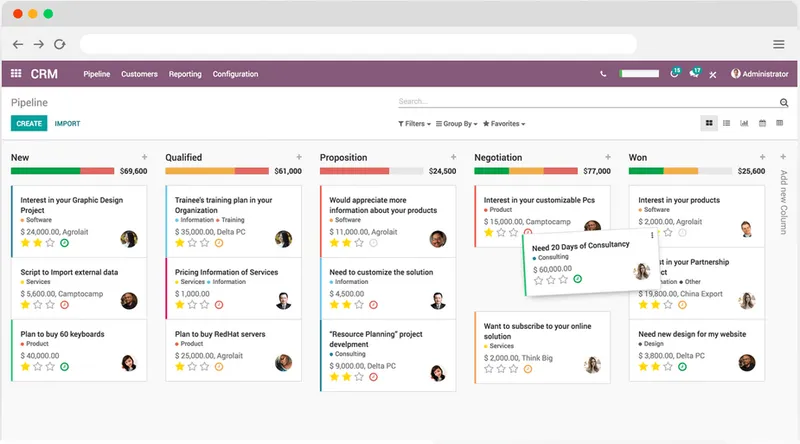 CRM Pipeline Customers Reporting Configuration 15 17 Administrator
Pipeline
Search...
CREATE IMPORT
Filters Group By Favorites
New
$69,600
Interest in your Graphic Design
Project
Software
$ 24,000.00, Agrolait
Script to Import external data
Services
$ 5,600.00, Camptocamp
Plan to buy 60 keyboards
Product
$ 40,000.00
Qualified
$61,000
Trainee's training plan in your
Organization
Information Training
$ 35,000.00, Delta PC
Pricing Information of Services
Services Information
$ 1,000.00
Plan to buy RedHat servers
Product
$ 25,000.00, Agrolait
Proposition
$24,500
Would appreciate more
information about your products
Software
$ 11,000.00, Agrolait
Need to customize the solution
Information
$ 4,500.00
"Resource Planning" project
develpment
Consulting
$ 9,000.00, Delta PC
Negotiation
$77,000
Interest in your customizable Pcs
Product
$ 15,000.00, Camptocamp
Need 20 Days of Consultancy
Consulting
$ 60,000.00
Want to subscribe to your online
solution
Services
$ 2,000.00, Think Big
Won
$25,600
Interest in your products
Software
$ 2,000.00, Agrolait
st in your Partnership
mation Other
$ 19,800.00, China Export
Need new design for my website
Design
$ 3,800.00, Delta PC
Add new Column